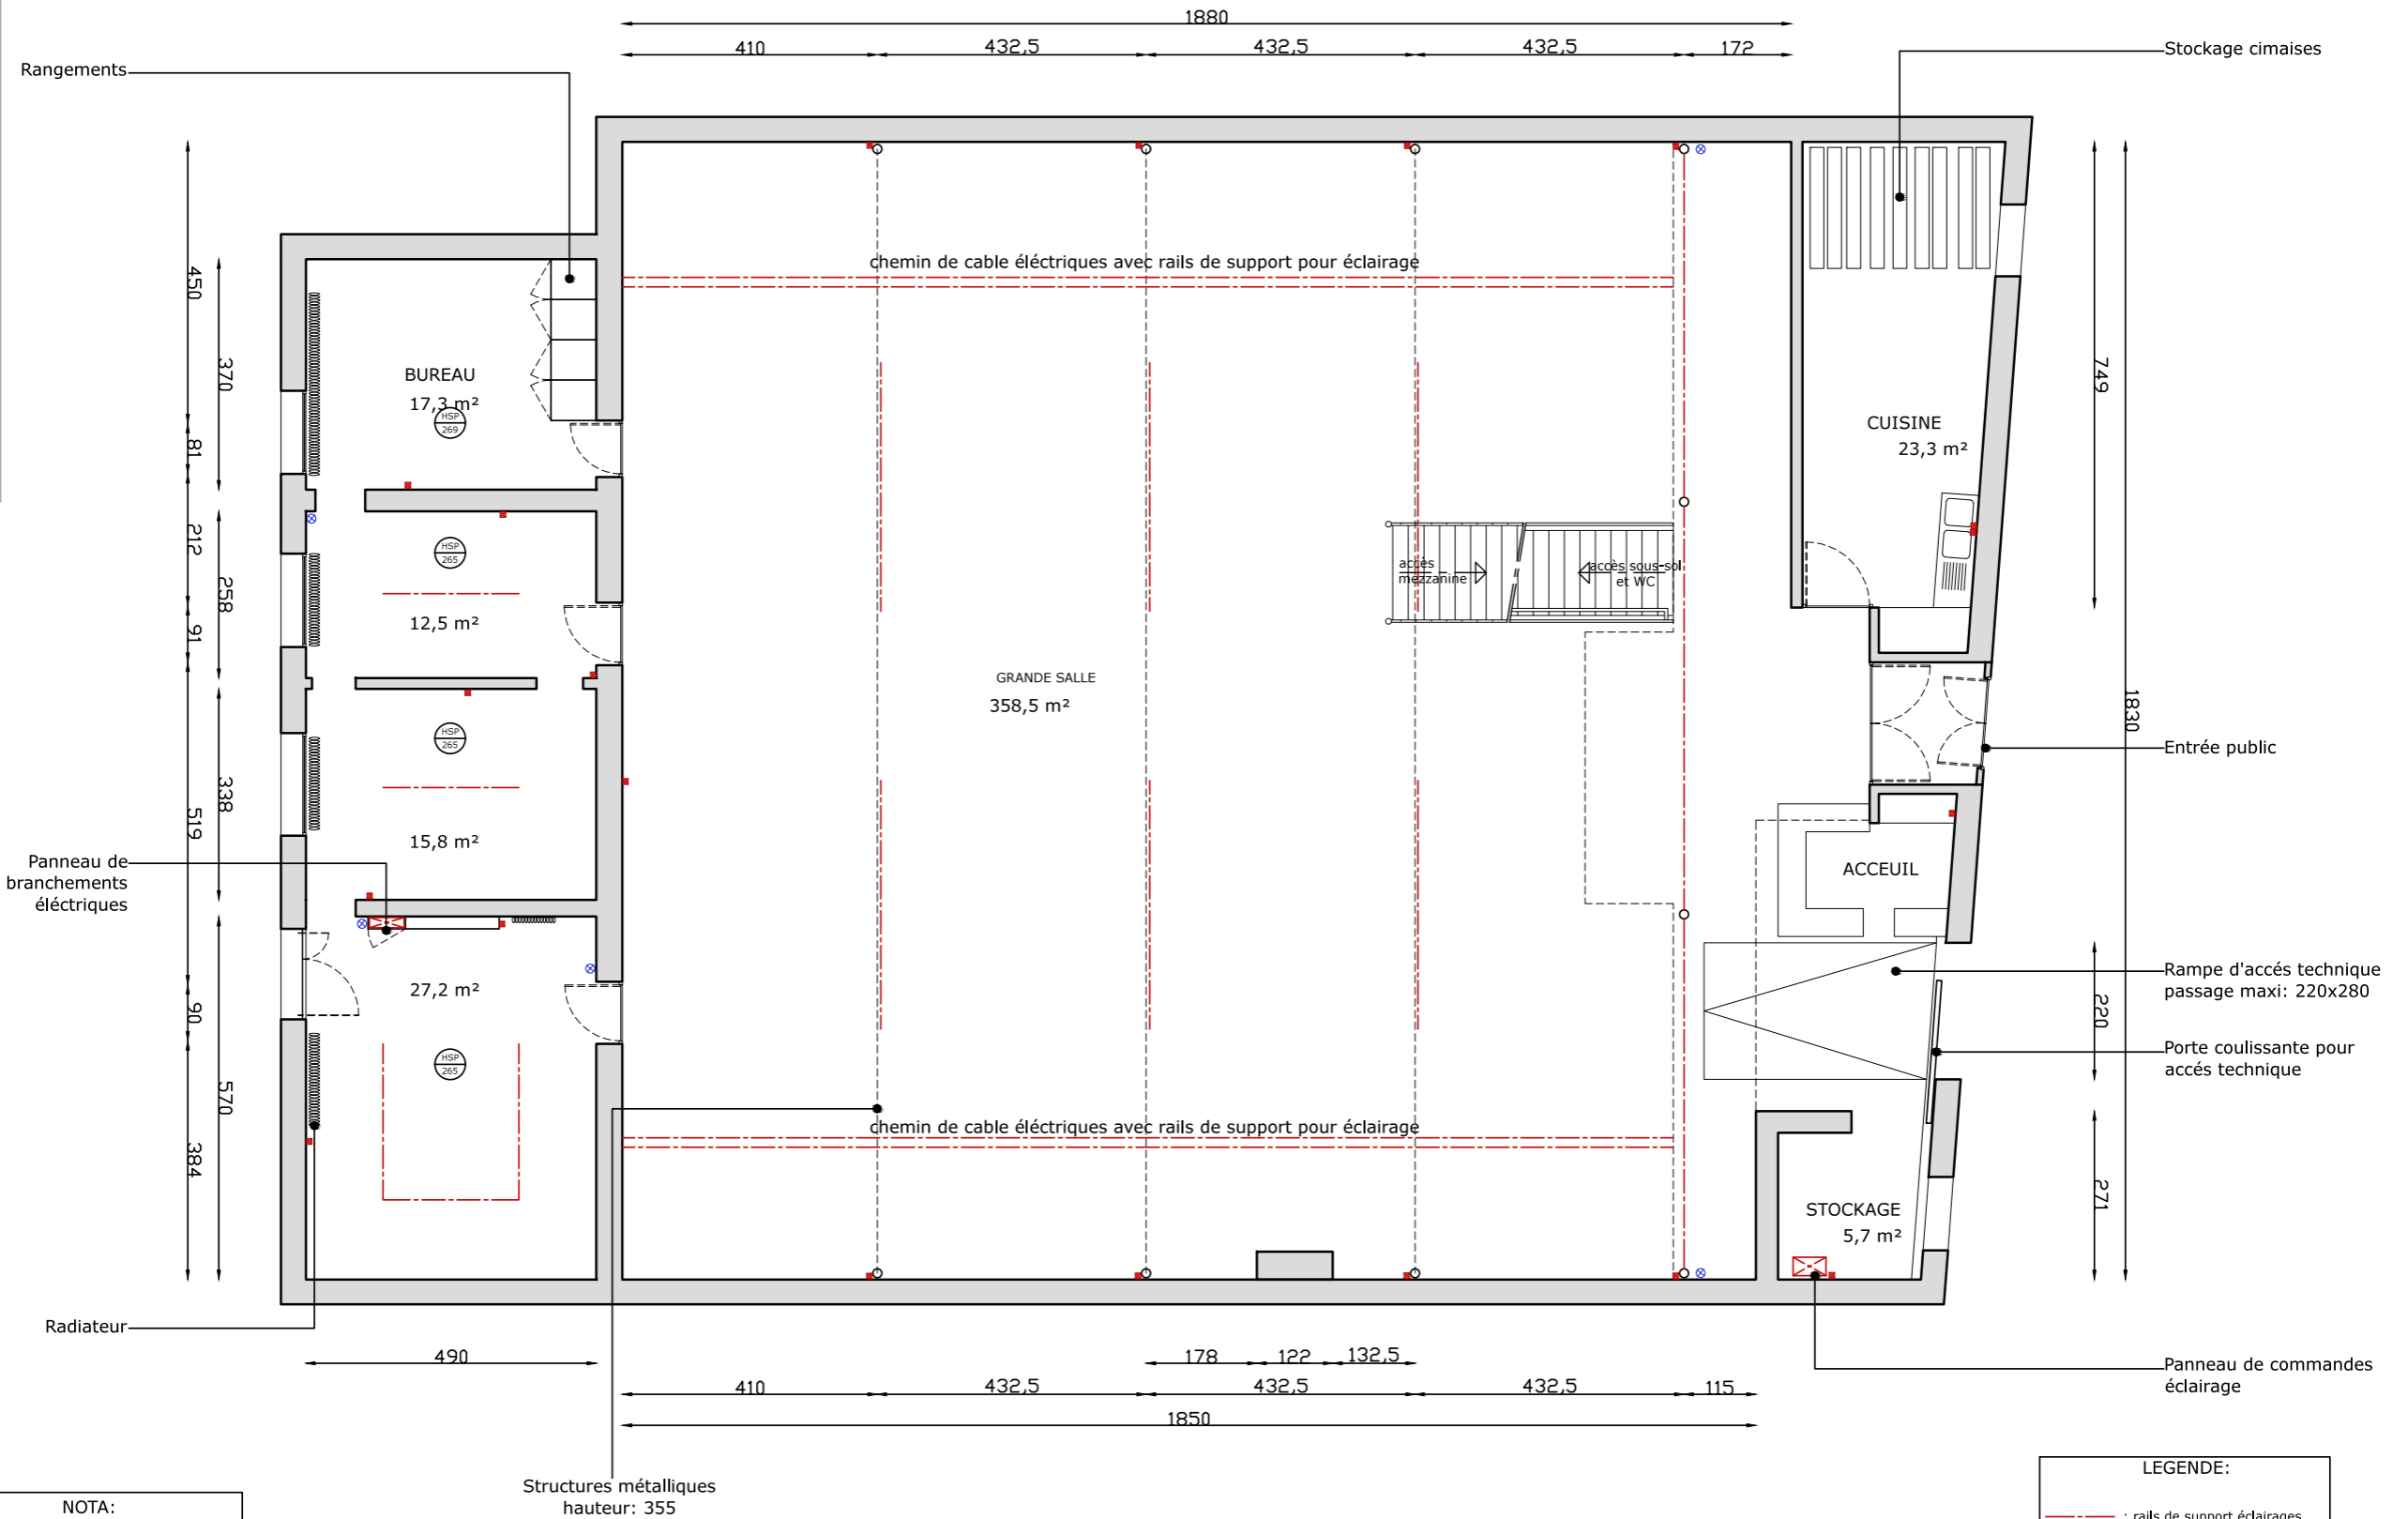 1880
410
432,5
432,5
432,5
172
Stockage cimaises
Rangements
chemin de cable éléctriques avec rails de support pour éclairage
450
370
81
212
258
91
519
338
90
570
384
BUREAU
17,3 m²
HSP
269
HSP
265
12,5 m²
HSP
265
15,8 m²
27,2 m²
HSP
265
GRANDE SALLE
358,5 m²
accès
mezzanine
accès sous-sol
et WC
CUISINE
23,3 m²
749
1830
Entrée public
ACCEUIL
Panneau de
branchements
éléctriques
Rampe d'accés technique
passage maxi: 220x280
220
Porte coulissante pour
accés technique
chemin de cable éléctriques avec rails de support pour éclairage
271
STOCKAGE
5,7 m²
Radiateur
490
178
122
132,5
410
432,5
432,5
432,5
115
1850
Panneau de commandes
éclairage
Structures métalliques
hauteur: 355
NOTA:
LEGENDE:
: rails de support éclairages